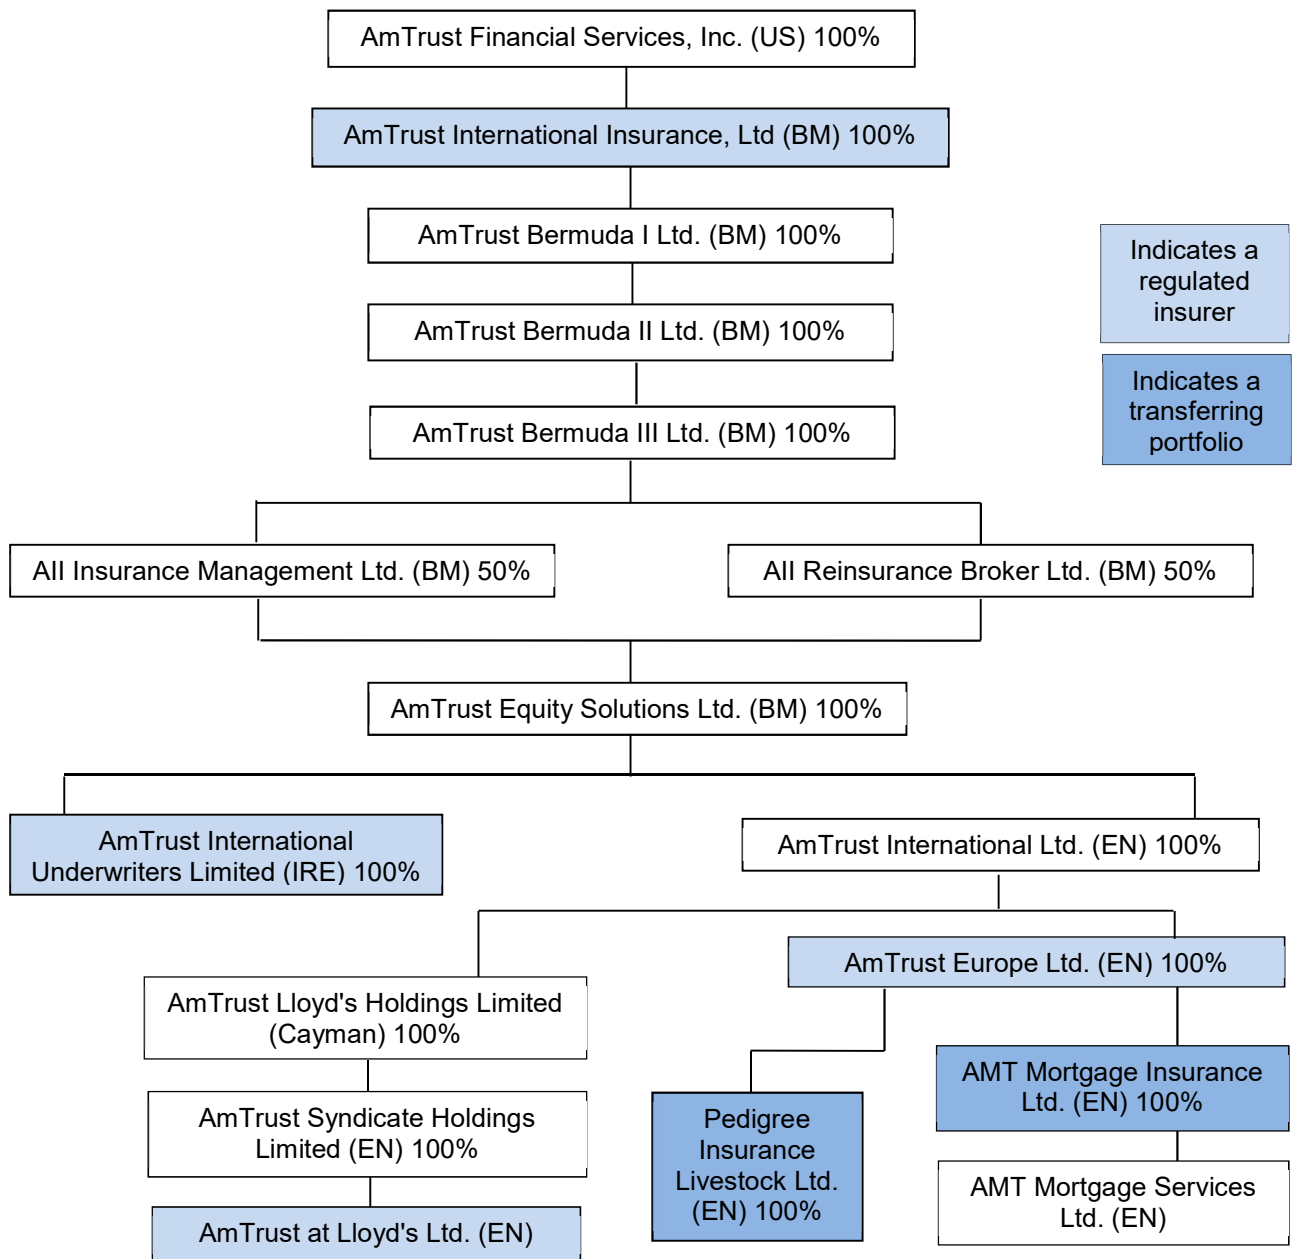 AmTrust Financial Services, Inc. (US) 100%
AmTrust International Insurance, Ltd (BM) 100%
AmTrust Bermuda I Ltd. (BM) 100%
Indicates a
regulated
insurer
AmTrust Bermuda II Ltd. (BM) 100%
Indicates a
transferring
portfolio
AmTrust Bermuda III Ltd. (BM) 100%
AII Insurance Management Ltd. (BM) 50%
AII Reinsurance Broker Ltd. (BM) 50%
AmTrust Equity Solutions Ltd. (BM) 100%
AmTrust International
Underwriters Limited (IRE) 100%
AmTrust International Ltd. (EN) 100%
AmTrust Europe Ltd. (EN) 100%
AmTrust Lloyd's Holdings Limited
(Cayman) 100%
AMT Mortgage Insurance
Ltd. (EN) 100%
AmTrust Syndicate Holdings
Limited (EN) 100%
Pedigree
Insurance
Livestock Ltd.
(EN) 100%
AMT Mortgage Services
Ltd. (EN)
AmTrust at Lloyd's Ltd. (EN)